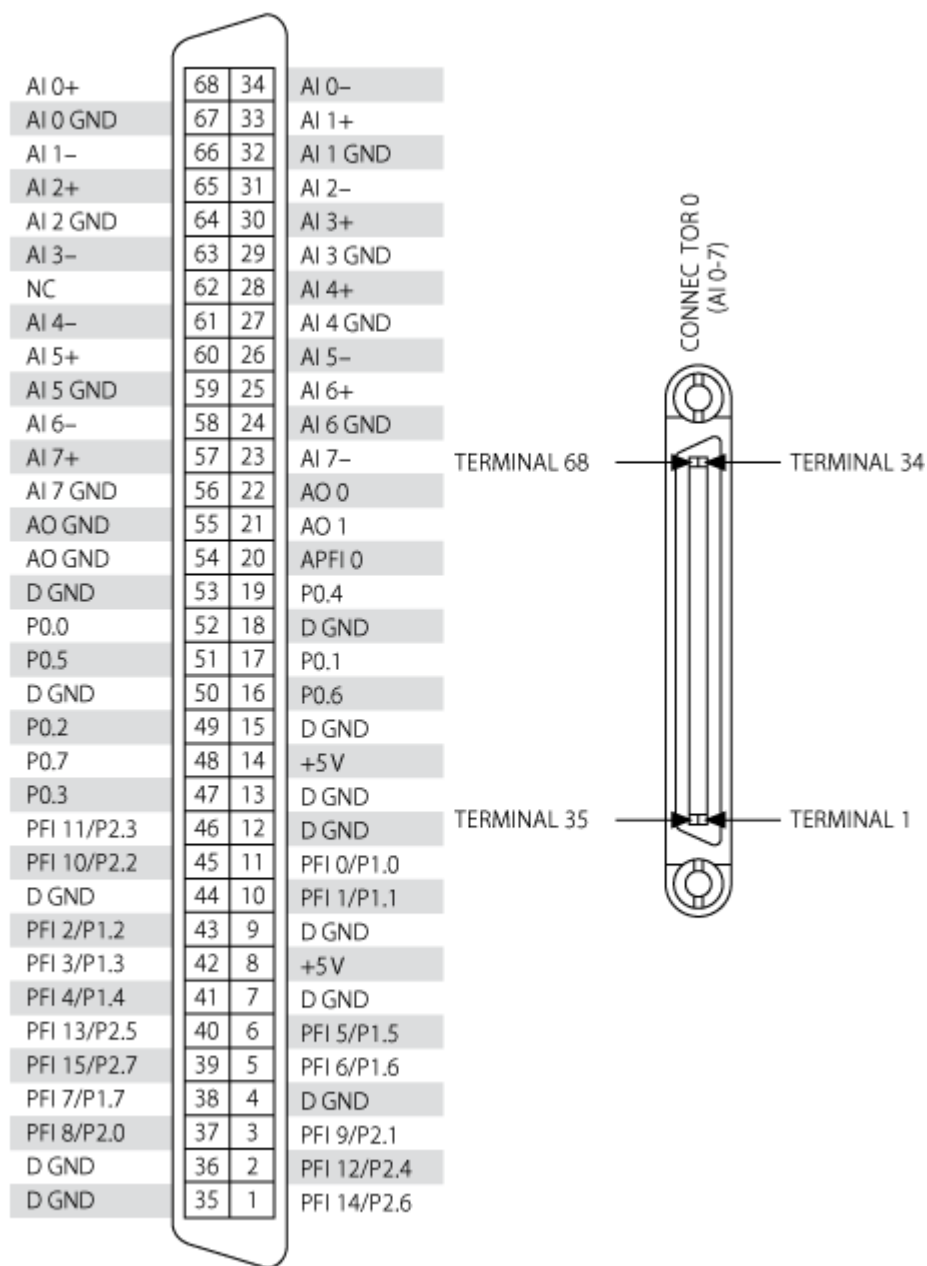 AI 0+ 68 34 AI 0–
AI 0 GND 67 33 AI 1+
AI 1– 66 32 AI 1 GND
AI 2+ 65 31 AI 2–
AI 2 GND 64 30 AI 3+
AI 3– 63 29 AI 3 GND
NC 62 28 AI 4+
AI 4– 61 27 AI 4 GND
AI 5+ 60 26 AI 5–
AI 5 GND 59 25 AI 6+
AI 6– 58 24 AI 6 GND
AI 7+ 57 23 AI 7–
AI 7 GND 56 22 AO 0
AO GND 55 21 AO 1
AO GND 54 20 APFI 0
D GND 53 19 P0.4
P0.0 52 18 D GND
P0.5 51 17 P0.1
D GND 50 16 P0.6
P0.2 49 15 D GND
P0.7 48 14 +5 V
P0.3 47 13 D GND
PFI 11/P2.3 46 12 D GND
PFI 10/P2.2 45 11 PFI 0/P1.0
D GND 44 10 PFI 1/P1.1
PFI 2/P1.2 43 9 D GND
PFI 3/P1.3 42 8 +5 V
PFI 4/P1.4 41 7 D GND
PFI 13/P2.5 40 6 PFI 5/P1.5
PFI 15/P2.7 39 5 PFI 6/P1.6
PFI 7/P1.7 38 4 D GND
PFI 8/P2.0 37 3 PFI 9/P2.1
D GND 36 2 PFI 12/P2.4
D GND 35 1 PFI 14/P2.6
CONNEC TOR 0
(AI 0-7)
TERMINAL 68 TERMINAL 34
TERMINAL 35 TERMINAL 1